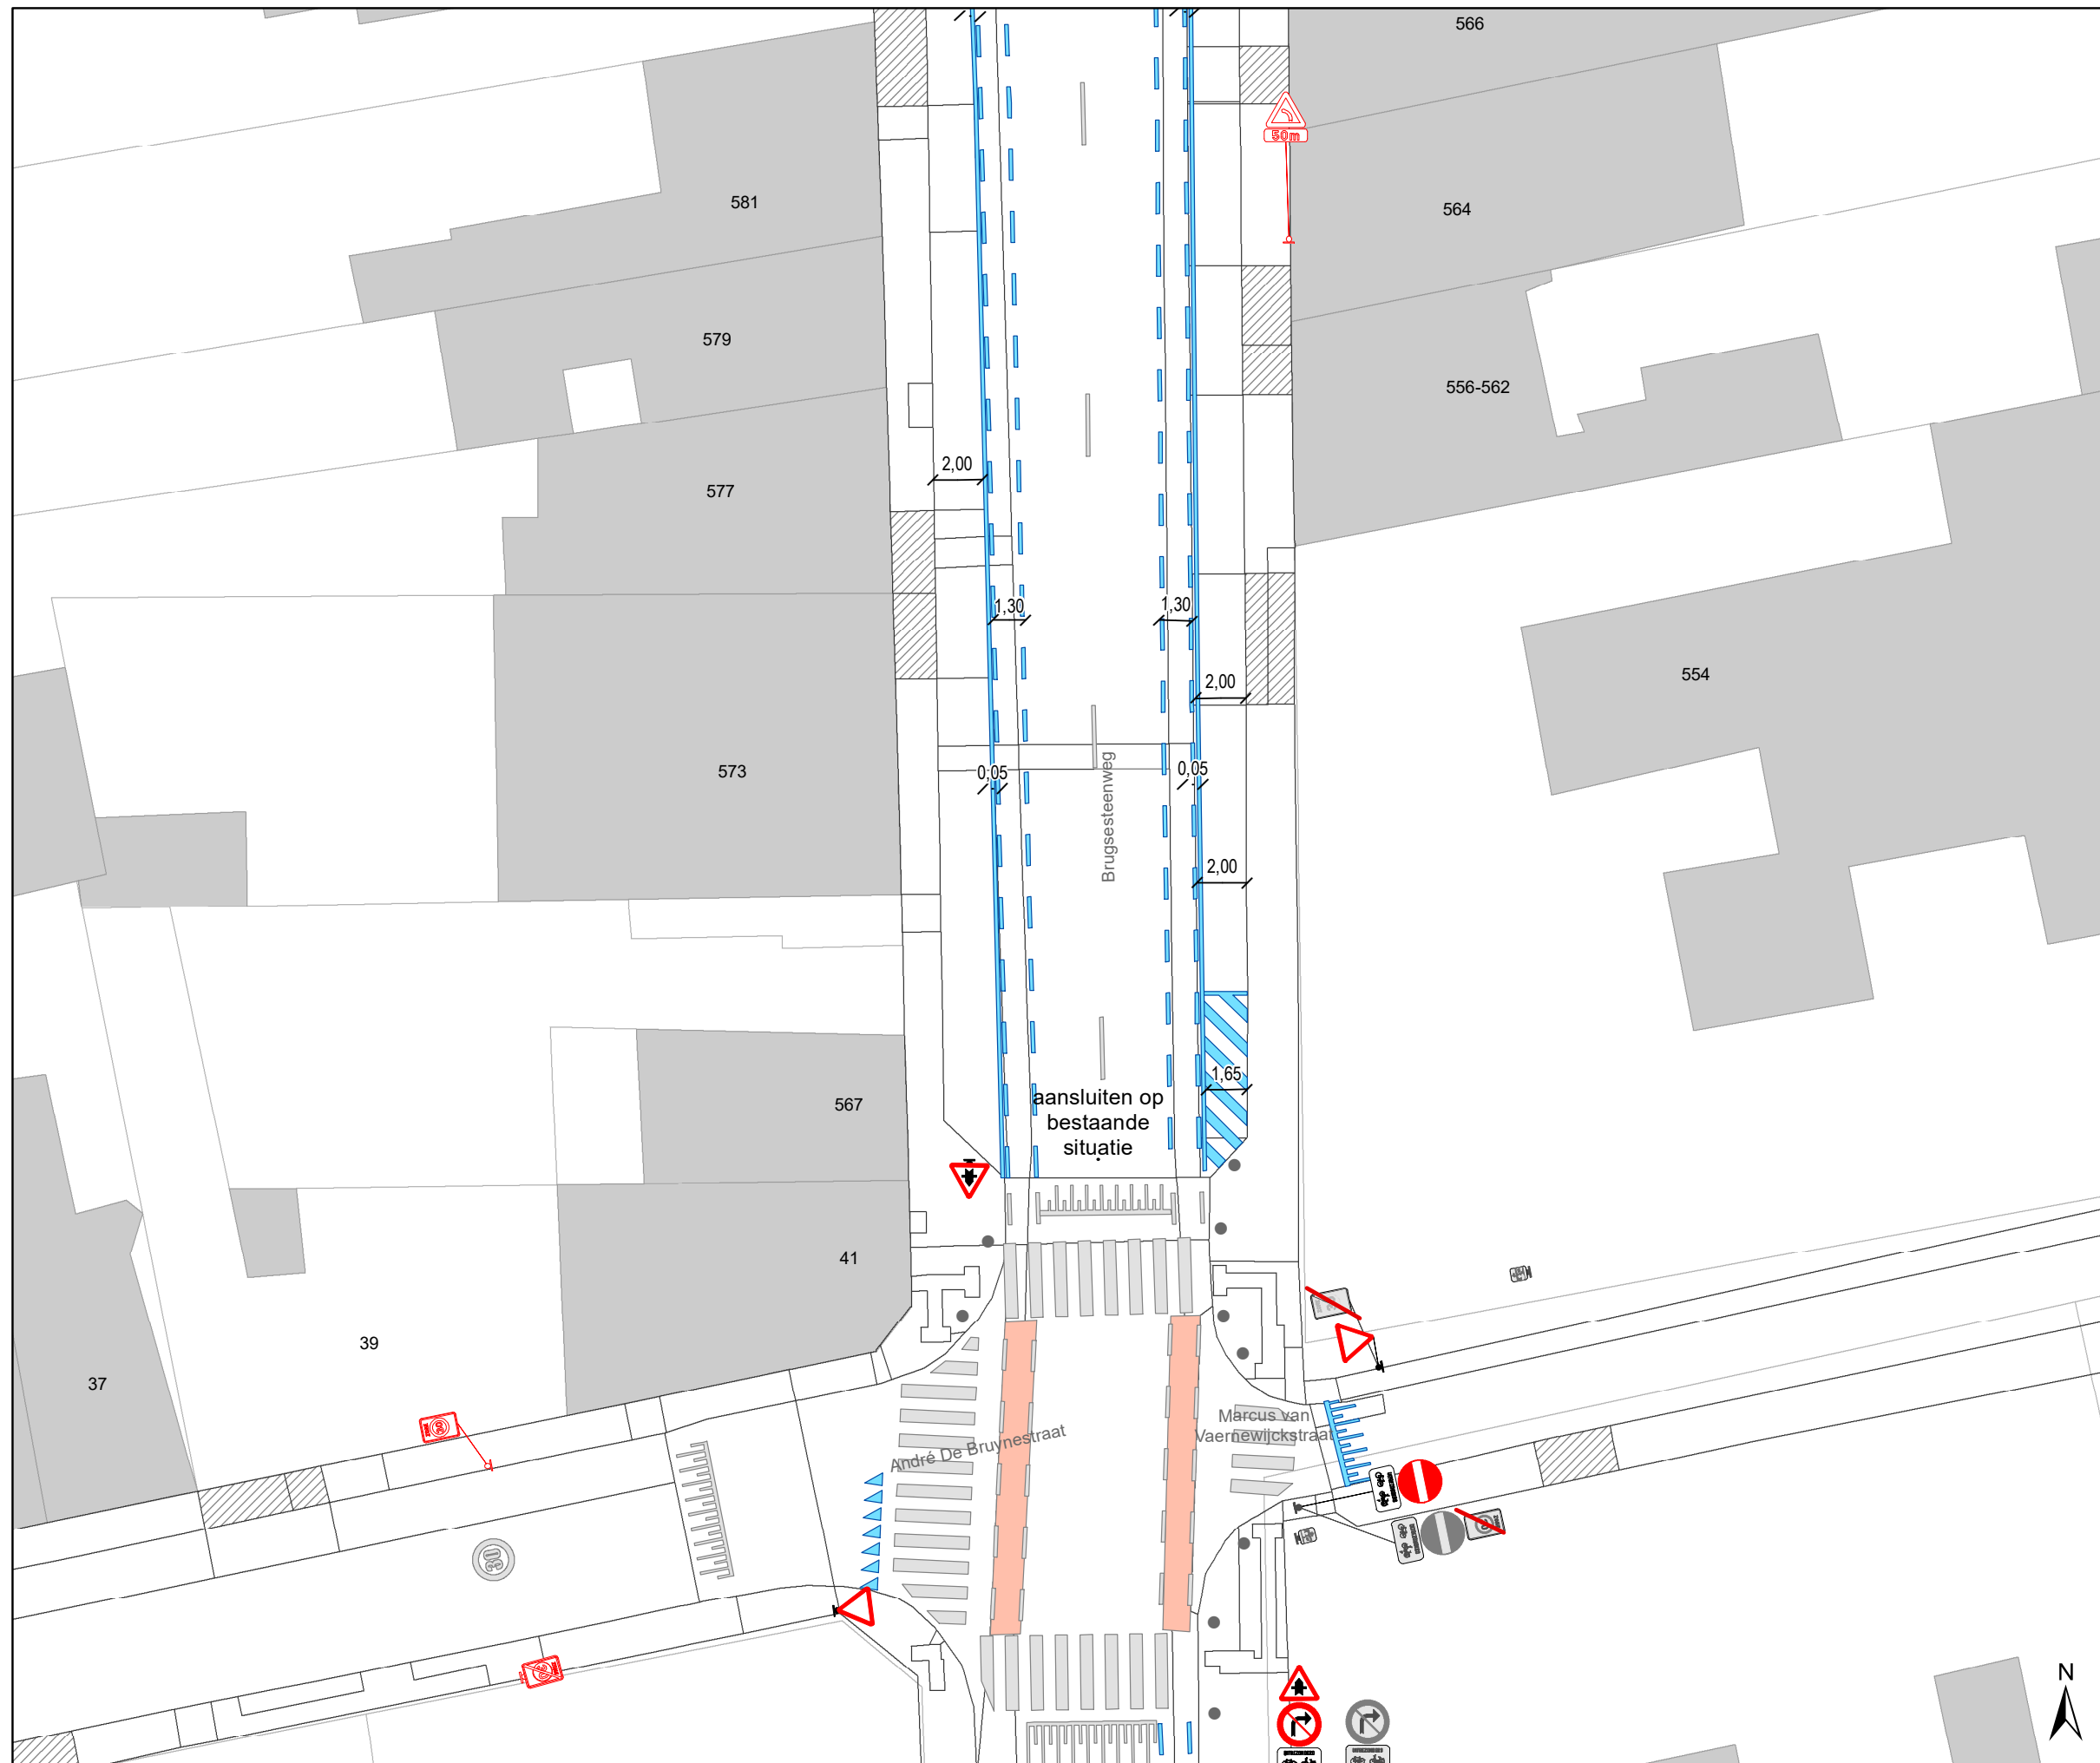 566
50m
581
564
579
556-562
2,00
577
1,30
1,30
554
2,00
573
0,05
0,05
Brugsesteenweg
2,00
1,65
aansluiten op
bestaande
situatie
567
41
39
37
Marcus van
Vaernewijckstraat
André De Bruynestraat
N